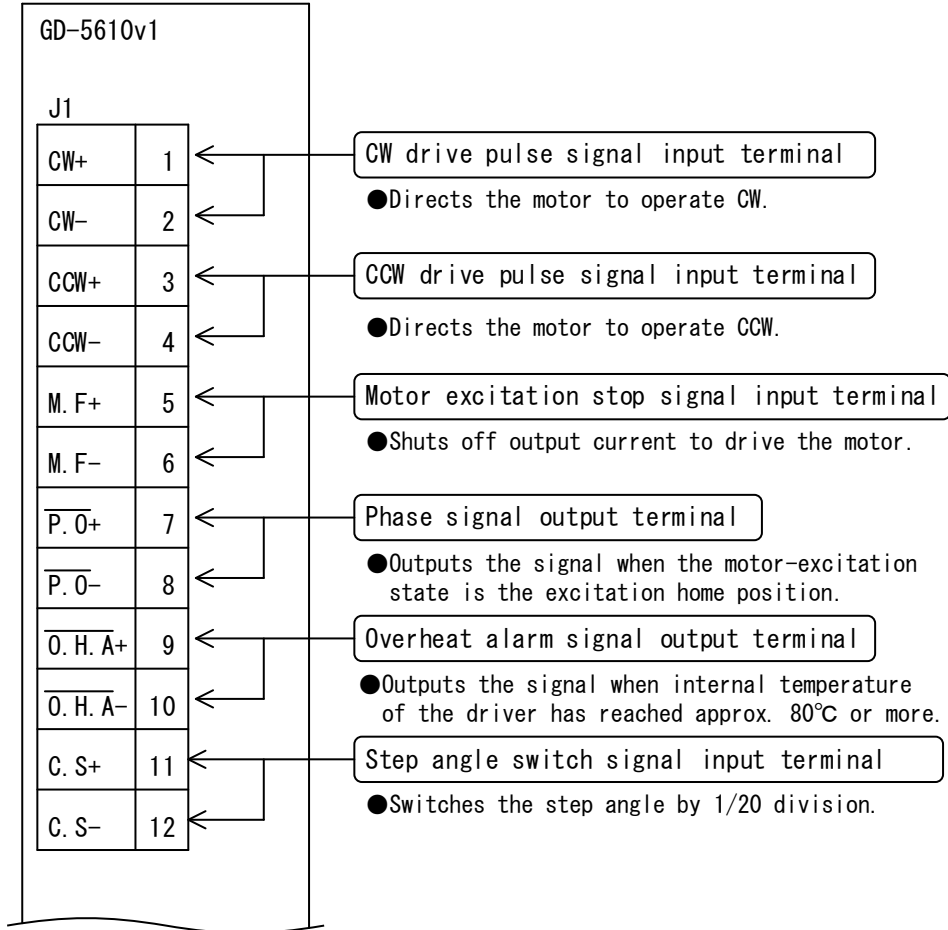 GD-5610v1
J1
CW+ 1
CW- 2
CCW+ 3
CCW- 4
M.F+ 5
M.F- 6
P.O+ 7
P.O- 8
O.H.A+ 9
O.H.A- 10
C.S+ 11
C.S- 12
CW drive pulse signal input terminal
●Directs the motor to operate CW.
CCW drive pulse signal input terminal
●Directs the motor to operate CCW.
Motor excitation stop signal input terminal
●Shuts off output current to drive the motor.
Phase signal output terminal
●Outputs the signal when the motor-excitation
state is the excitation home position.
Overheat alarm signal output terminal
●Outputs the signal when internal temperature
of the driver has reached approx. 80℃ or more.
Step angle switch signal input terminal
●Switches the step angle by 1/20 division.